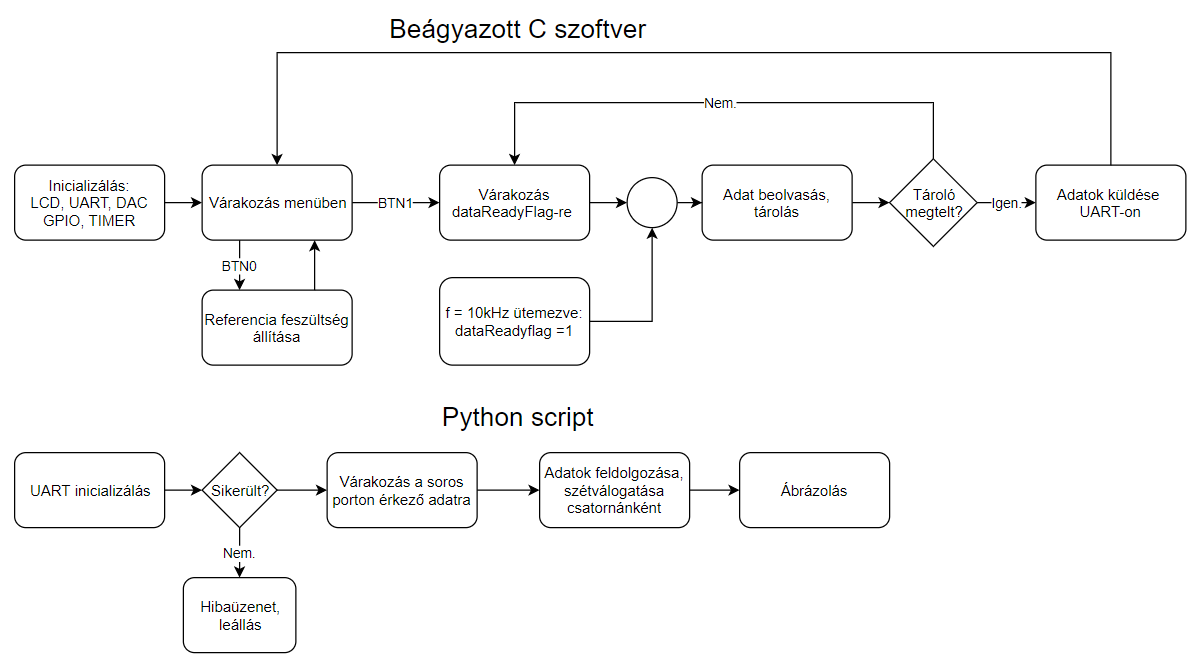 Beágyazott C szoftver
Nem.
Inicializálás:
LCD, UART, DAC
GPIO, TIMER
Várakozás menüben
BTN1
Várakozás
dataReadyFlag-re
Adat beolvasás,
tárolás
Tároló
megtelt?
Igen.
Adatok küldése
UART-on
BTN0
Referencia feszültség
állítása
f = 10kHz ütemezve:
dataReadyflag =1
Python script
UART inicializálás
Sikerült?
Várakozás a soros
porton érkező adatra
Adatok feldolgozása,
szétválogatása
csatornánként
Ábrázolás
Nem.
Hibaüzenet,
leállás